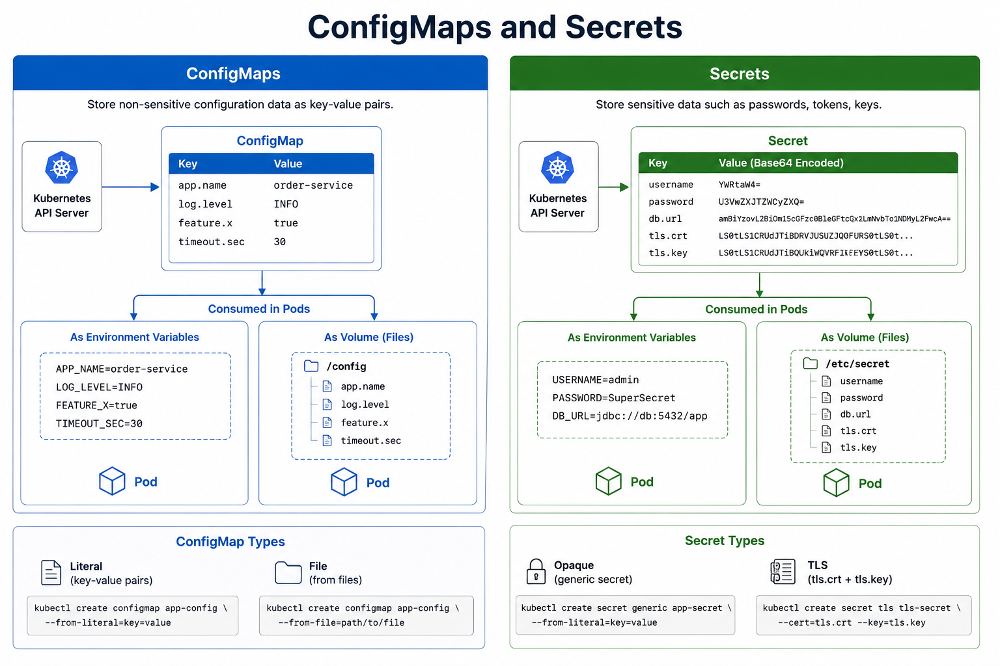 ConfigMaps and Secrets
ConfigMaps
Store non-sensitive configuration data as key-value pairs.
Kubernetes
API Server
ConfigMap
Key Value
app.name order-service
log.level INFO
feature.x true
timeout.sec 30
Consumed in Pods
As Environment Variables
APP_NAME=order-service
LOG_LEVEL=INFO
FEATURE_X=true
TIMEOUT_SEC=30
Pod
As Volume (Files)
/config
app.name
log.level
feature.x
timeout.sec
Pod
ConfigMap Types
Literal
(key-value pairs)
kubectl create configmap app-config \
--from-literal=key=value
File
(from files)
kubectl create configmap app-config \
--from-file=path/to/file
Secrets
Store sensitive data such as passwords, tokens, keys.
Kubernetes
API Server
Secret
Key Value (Base64 Encoded)
username YWRtaW4=
password U3VwZXJTZWCyZXQ=
db.url
tls.crt
tls.key
Consumed in Pods
As Environment Variables
USERNAME=admin
PASSWORD=SuperSecret
DB_URL=jdbc://db:5432/app
Pod
As Volume (Files)
/etc/secret
username
password
db.url
tls.crt
tls.key
Pod
Secret Types
Opaque
(generic secret)
kubectl create secret generic app-secret \
--from-literal=key=value
TLS
(tls.crt + tls.key)
kubectl create secret tls tls-secret \
--cert=tls.crt --key=tls.key